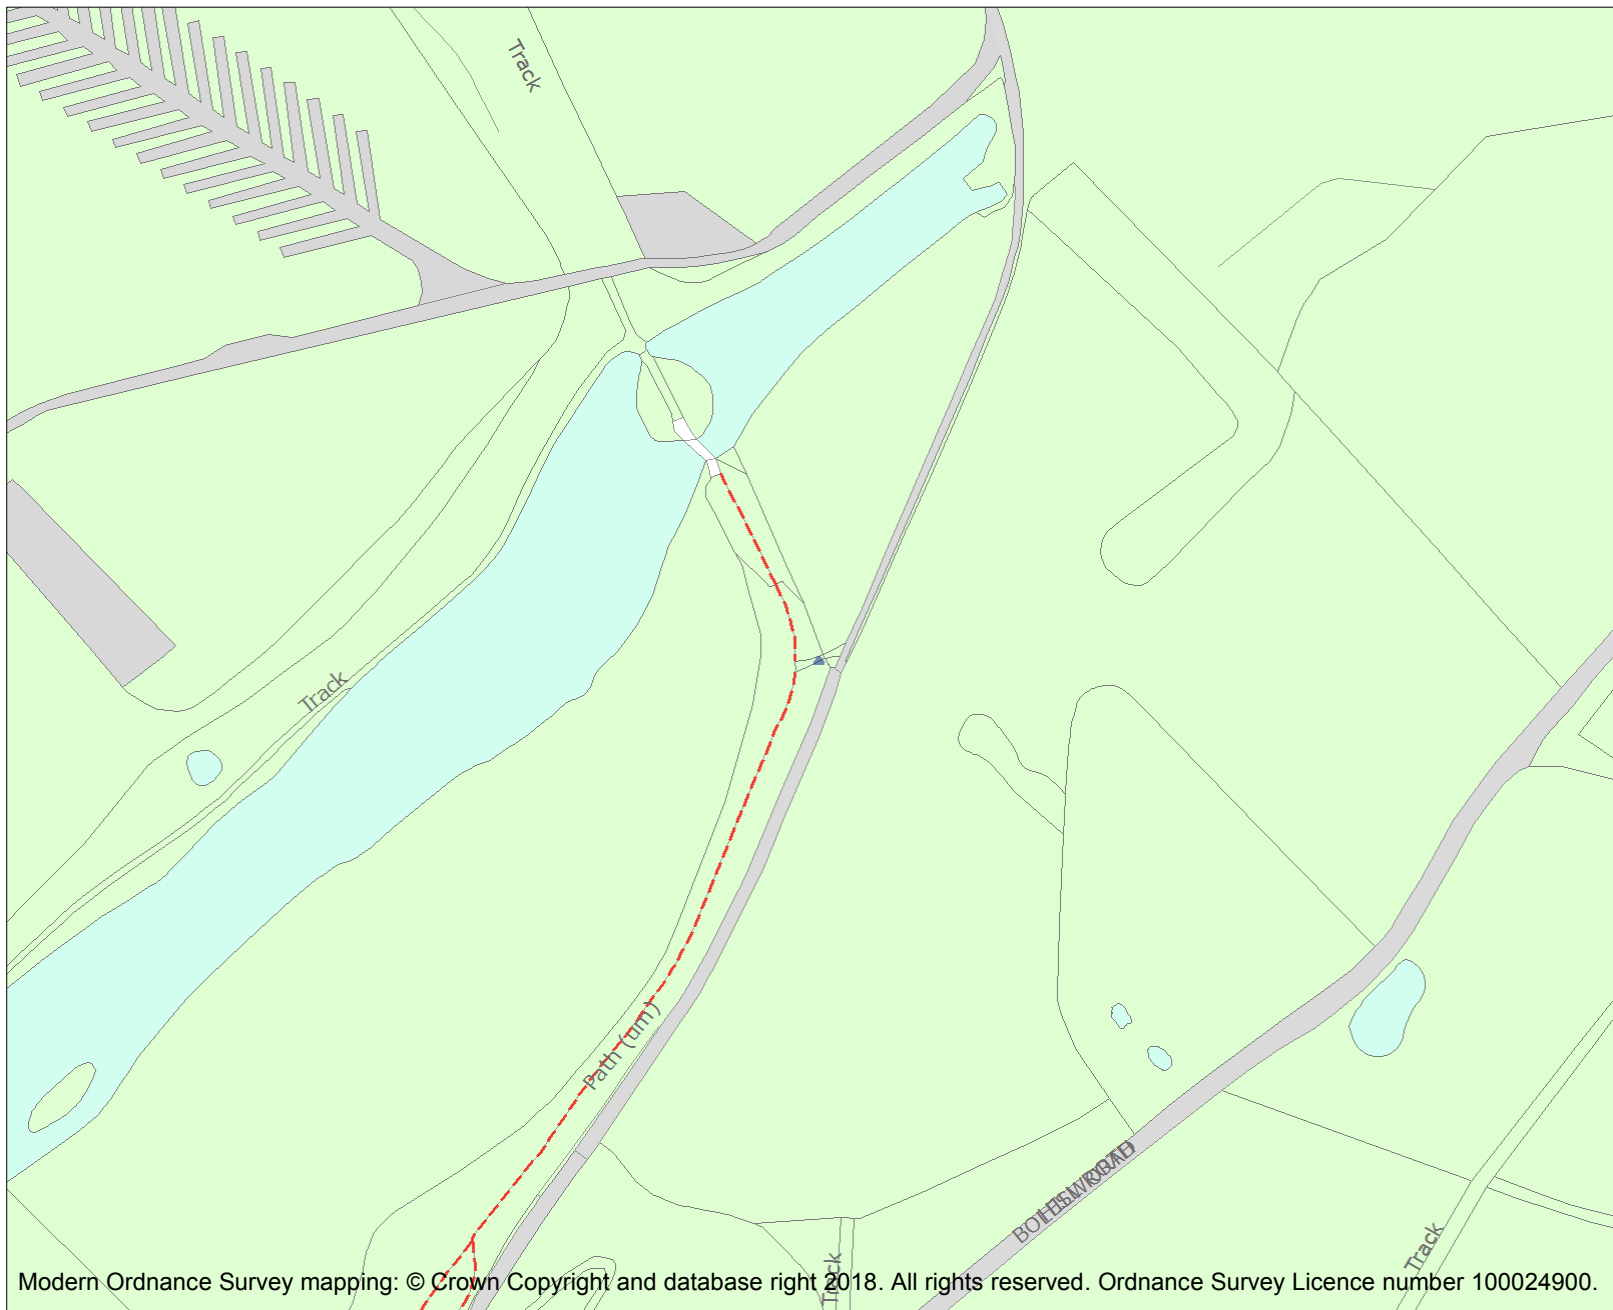 Track
Track
Path (um)
Track
Track
Modern Ordnance Survey mapping: © Crown Copyright and database right 2018. All rights reserved. Ordnance Survey Licence number 100024900.